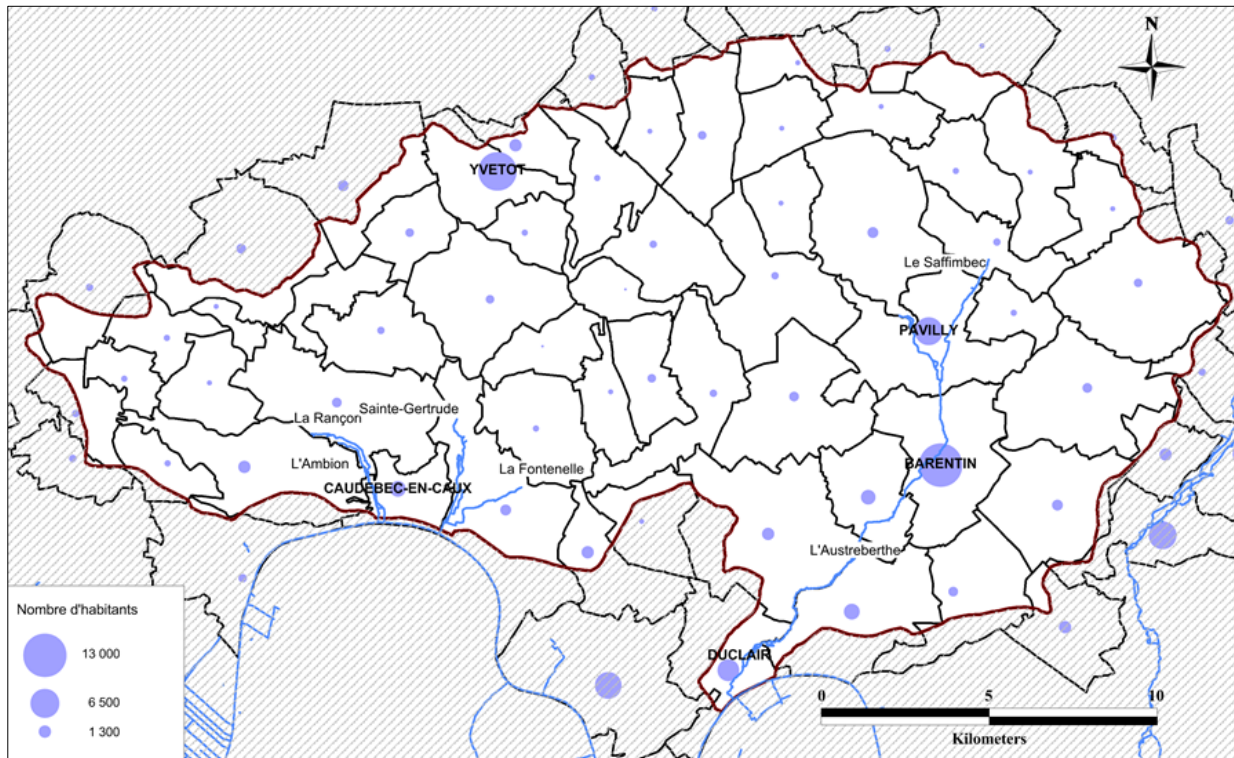 N
YVETOT
Le Saffimbec
PAVILLY
Sainte-Gertrude
La Rançon
L'Ambion
La Fontenelle
BARENTIN
CAUDEBEC-EN-CAUX
L'Austreberthe
DUCLAIR
Nombre d'habitants
13 000
6 500
1 300
0 5 10
Kilometers